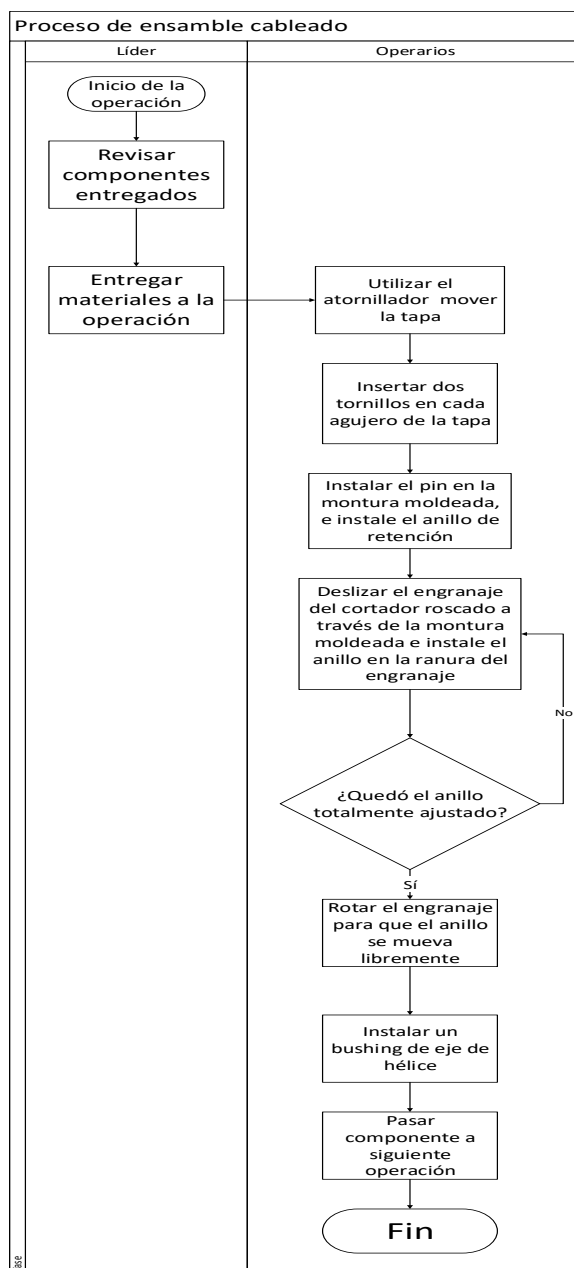 Proceso de ensamble cableado
Líder
Operarios
Inicio de la
operación
Revisar
componentes
entregados
Entregar
materiales a la
operación
Utilizar el
atornillador mover
la tapa
Insertar dos
tornillos en cada
agujero de la tapa
Instalar el pin en la
montura moldeada,
e instale el anillo de
retención
Deslizar el engranaje
del cortador roscado a
través de la montura
moldeada e instale el
anillo en la ranura del
engranaje
No
¿Quedó el anillo
totalmente ajustado?
Sí
Rotar el engranaje
para que el anillo
se mueva
libremente
Instalar un
bushing de eje de
hélice
Pasar
componente a
siguiente
operación
Fin